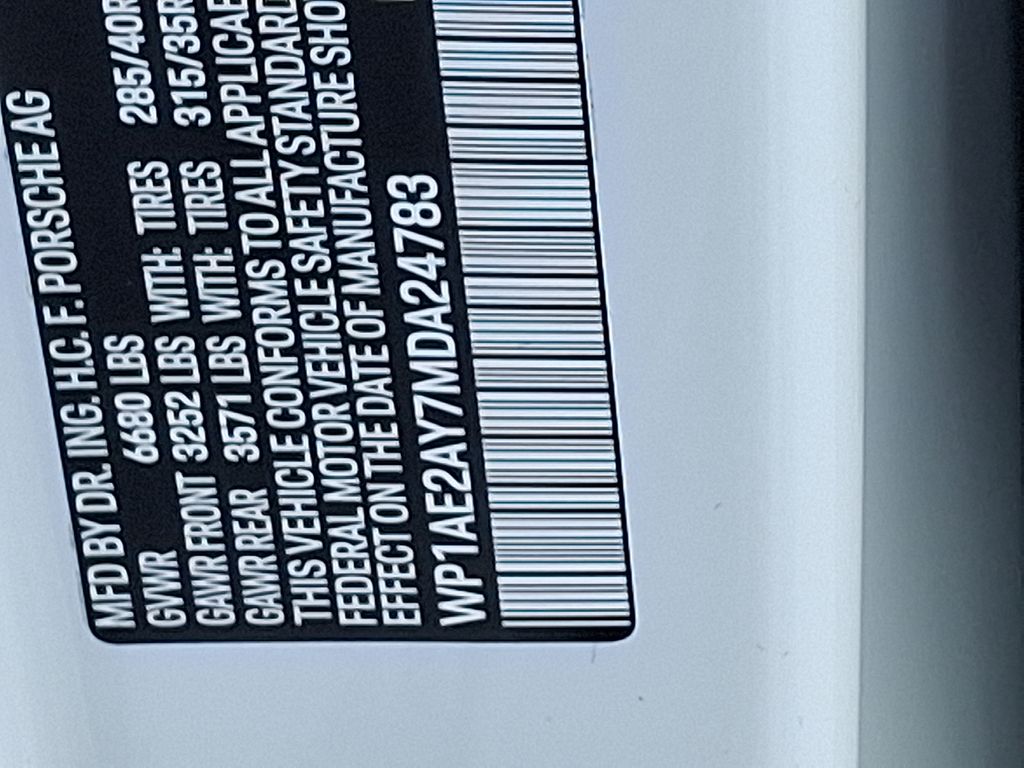 MFD BY DR. ING. H.C. F. PORSCHE AG
GVWR 6680 LBS
GAWR FRONT 3252 LBS WITH: TIRES 285/40R
GAWR REAR 3571 LBS WITH: TIRES 315/35R
THIS VEHICLE CONFORMS TO ALL APPLICABL
FEDERAL MOTOR VEHICLE SAFETY STANDARD
EFFECT ON THE DATE OF MANUFACTURE SHO
WP1AE2AY7MDA24783